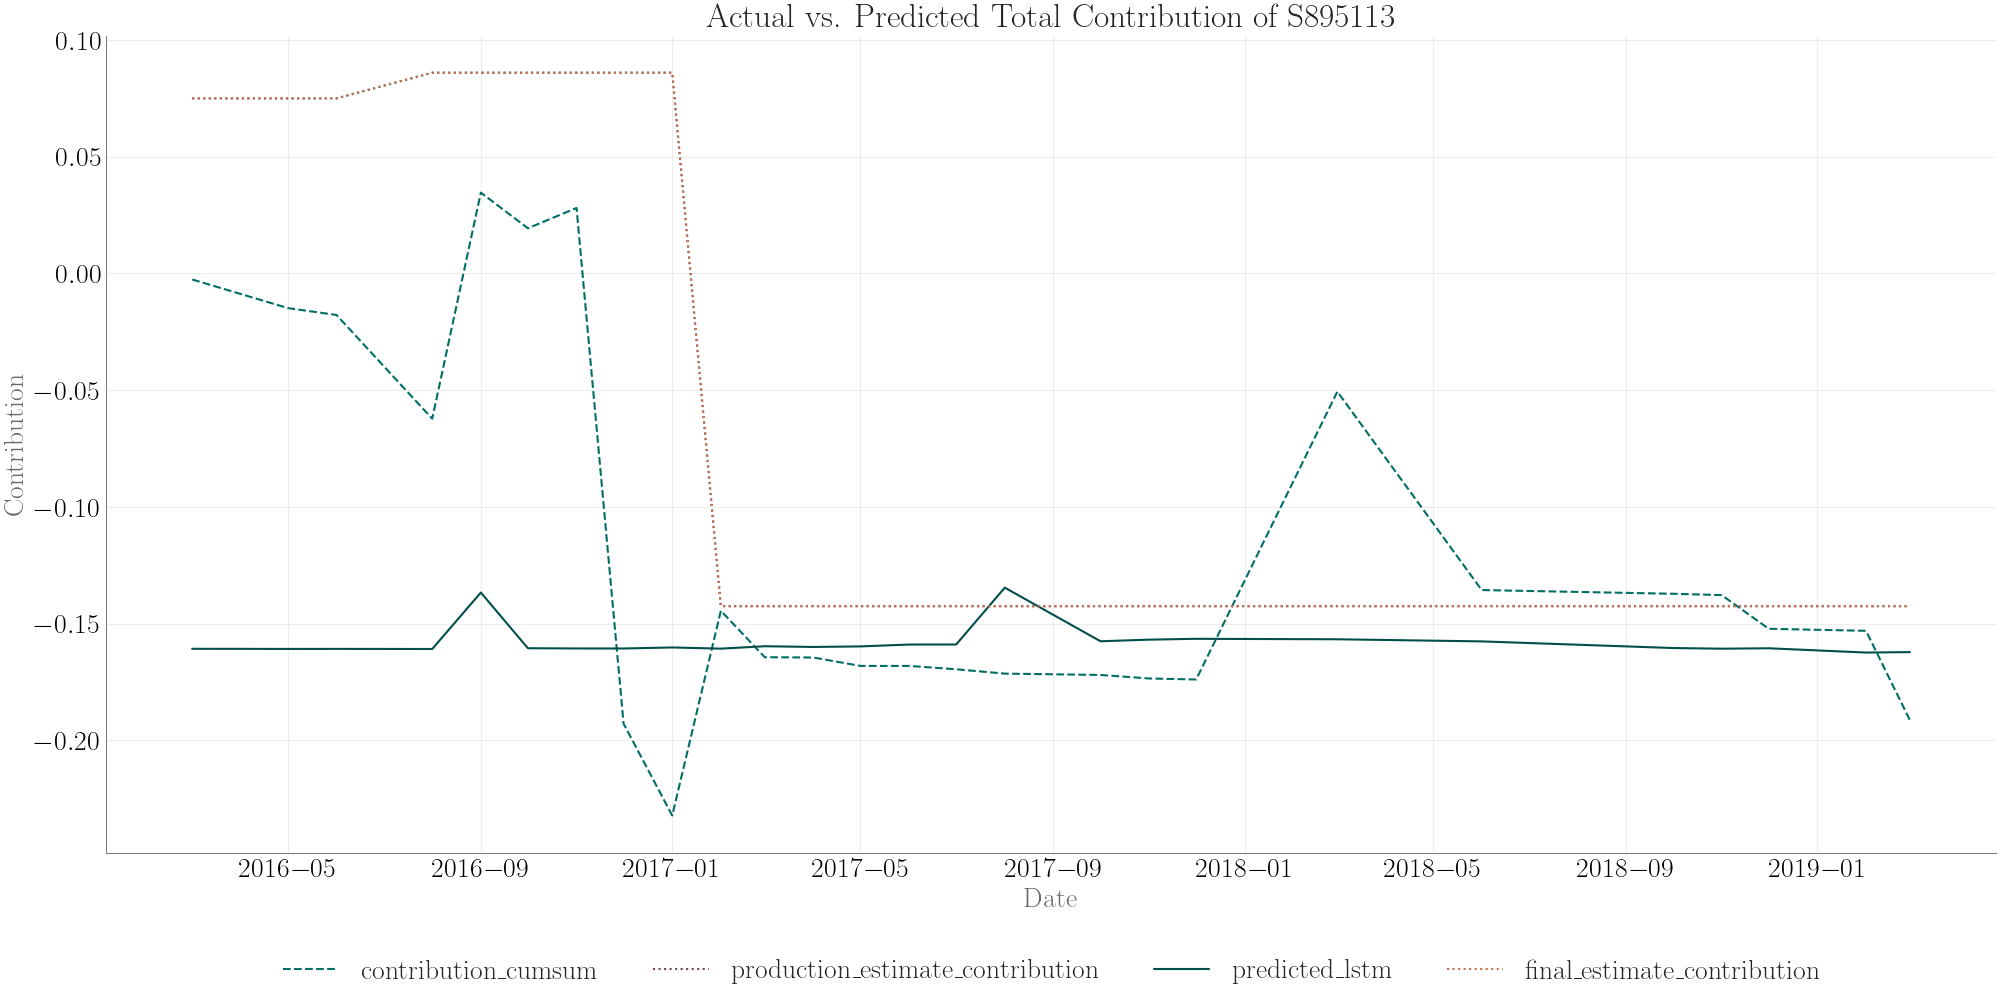 Actual vs. Predicted Total Contribution of S895113
0.10
0.05
0.00
−0.05
−0.10
−0.15
−0.20
Contribution
2016−05 2016−09 2017−01 2017−05 2017−09 2018−01 2018−05 2018−09 2019−01
Date
contribution_cumsum production_estimate_contribution predicted_lstm final_estimate_contribution